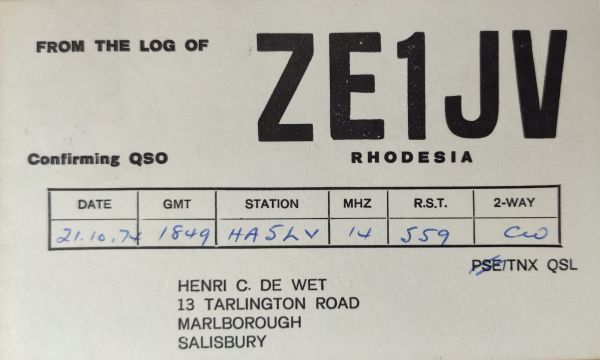 FROM THE LOG OF
ZE1JV
RHODESIA
Confirming QSO
DATE GMT STATION MHZ R.S.T. 2-WAY
21.10.74 1849 HA5LV 14 559 CW
PSE/TNX QSL
HENRI C. DE WET
13 TARLINGTON ROAD
MARLBOROUGH
SALISBURY